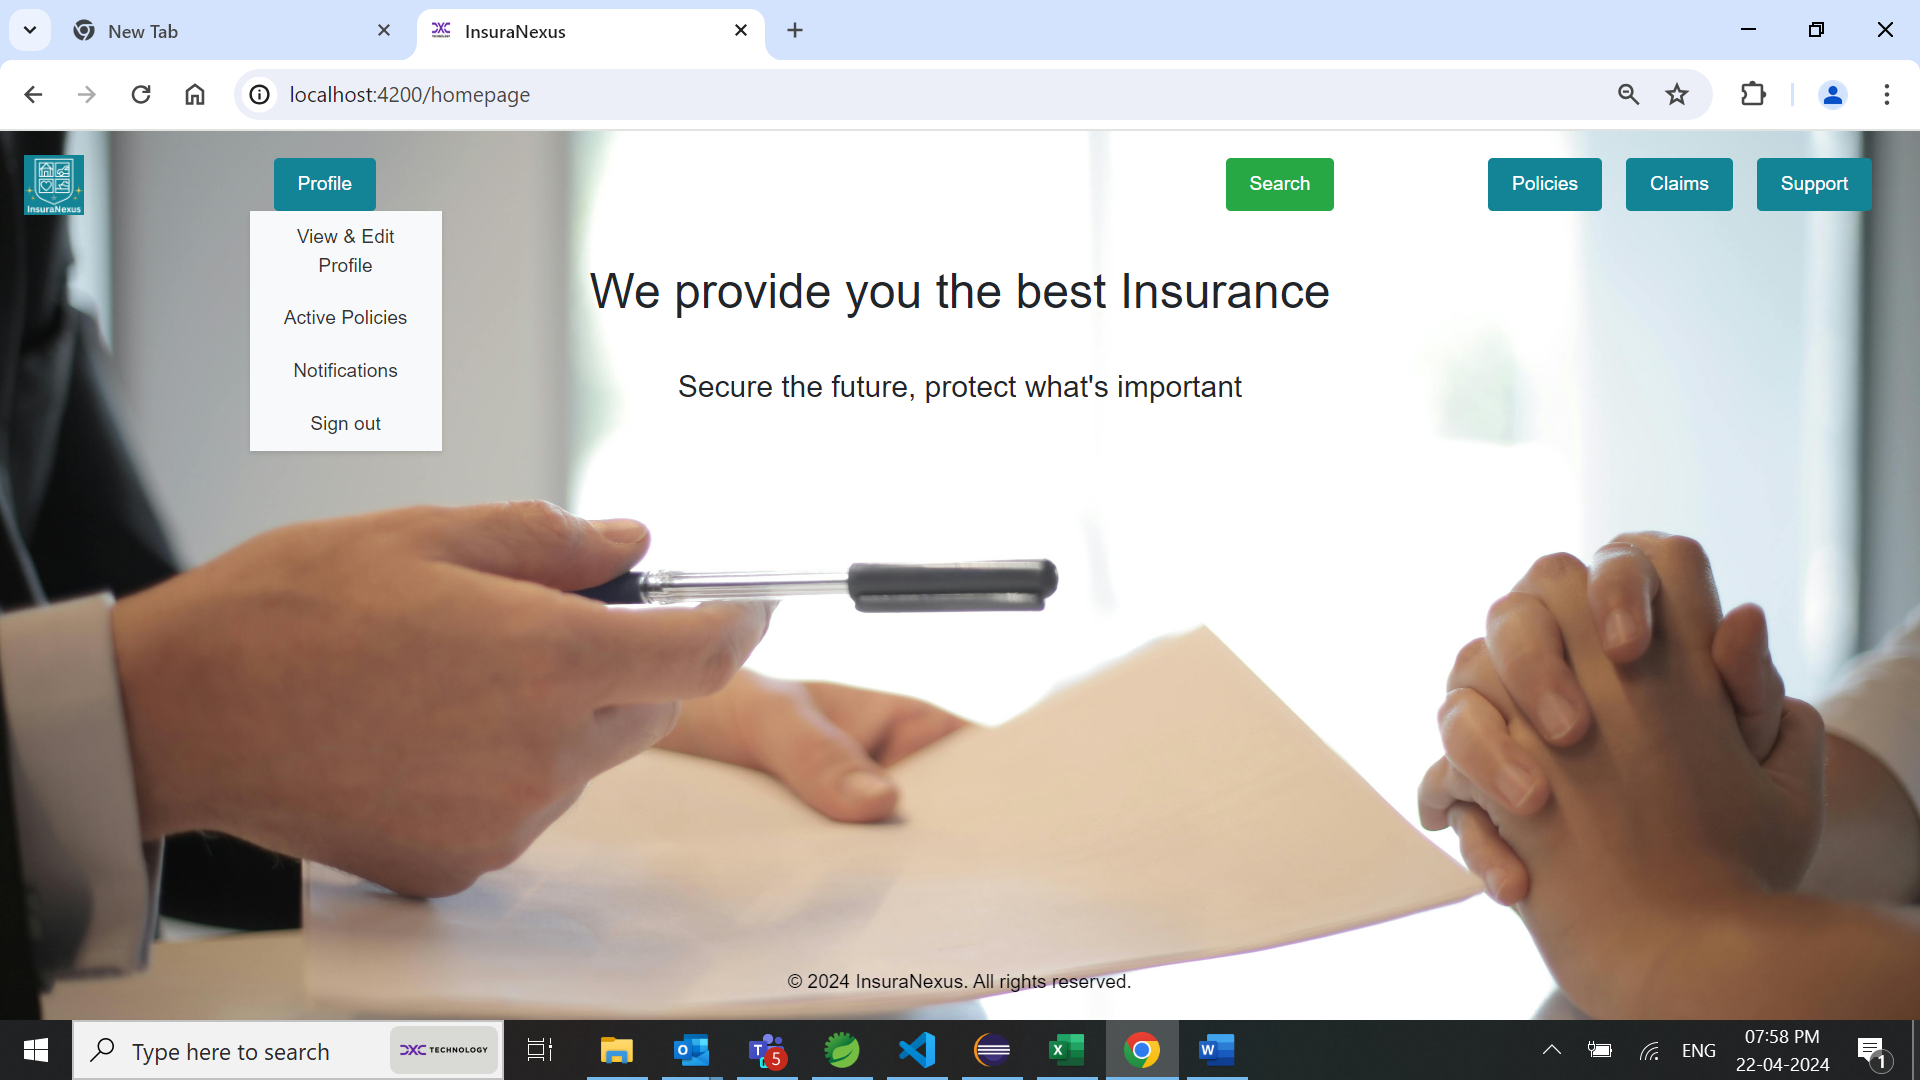 New Tab
InsuraNexus
localhost:4200/homepage
InsuraNexus
Profile
Search
Policies
Claims
Support
View & Edit
Profile
Active Policies
Notifications
Sign out
We provide you the best Insurance
Secure the future, protect what's important
© 2024 InsuraNexus. All rights reserved.
Type here to search
DXC TECHNOLOGY
5
ENG
07:58 PM
22-04-2024
1